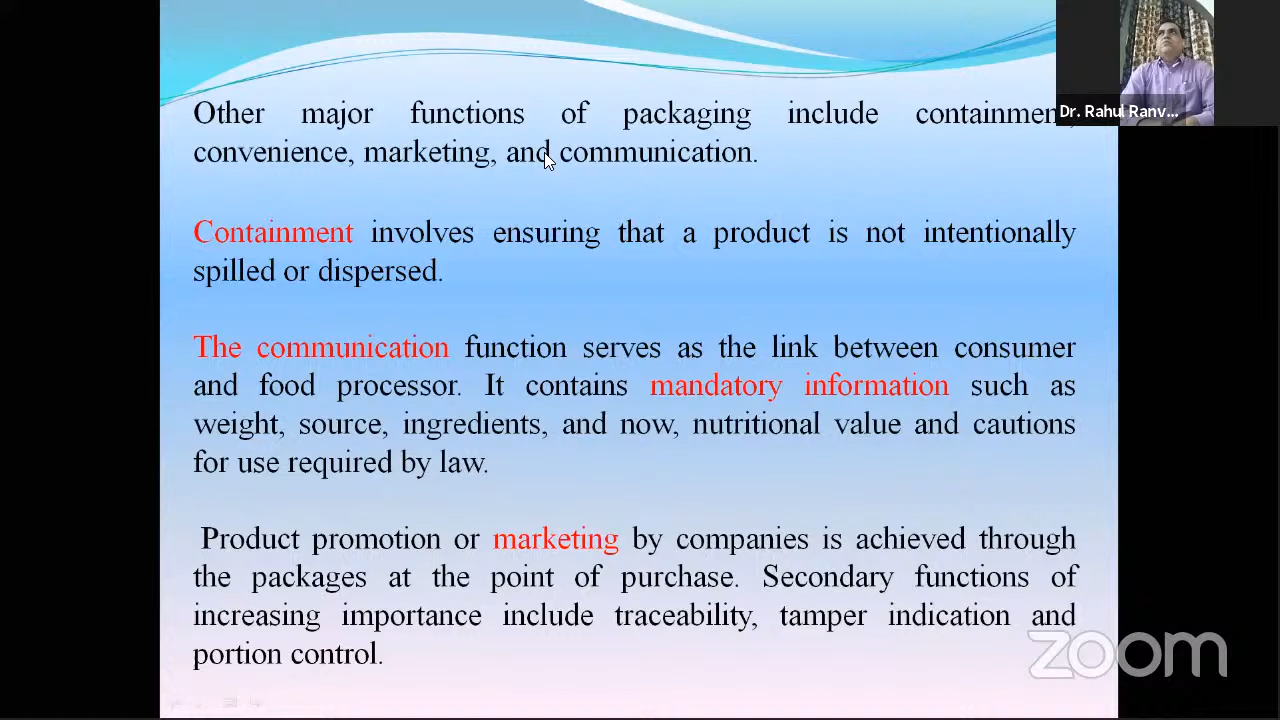 Other major functions of packaging include containment,
convenience, marketing, and communication.
Containment involves ensuring that a product is not intentionally
spilled or dispersed.
The communication function serves as the link between consumer
and food processor. It contains mandatory information such as
weight, source, ingredients, and now, nutritional value and cautions
for use required by law.
Product promotion or marketing by companies is achieved through
the packages at the point of purchase. Secondary functions of
increasing importance include traceability, tamper indication and
portion control.
Dr. Rahul Ranv...
zoom